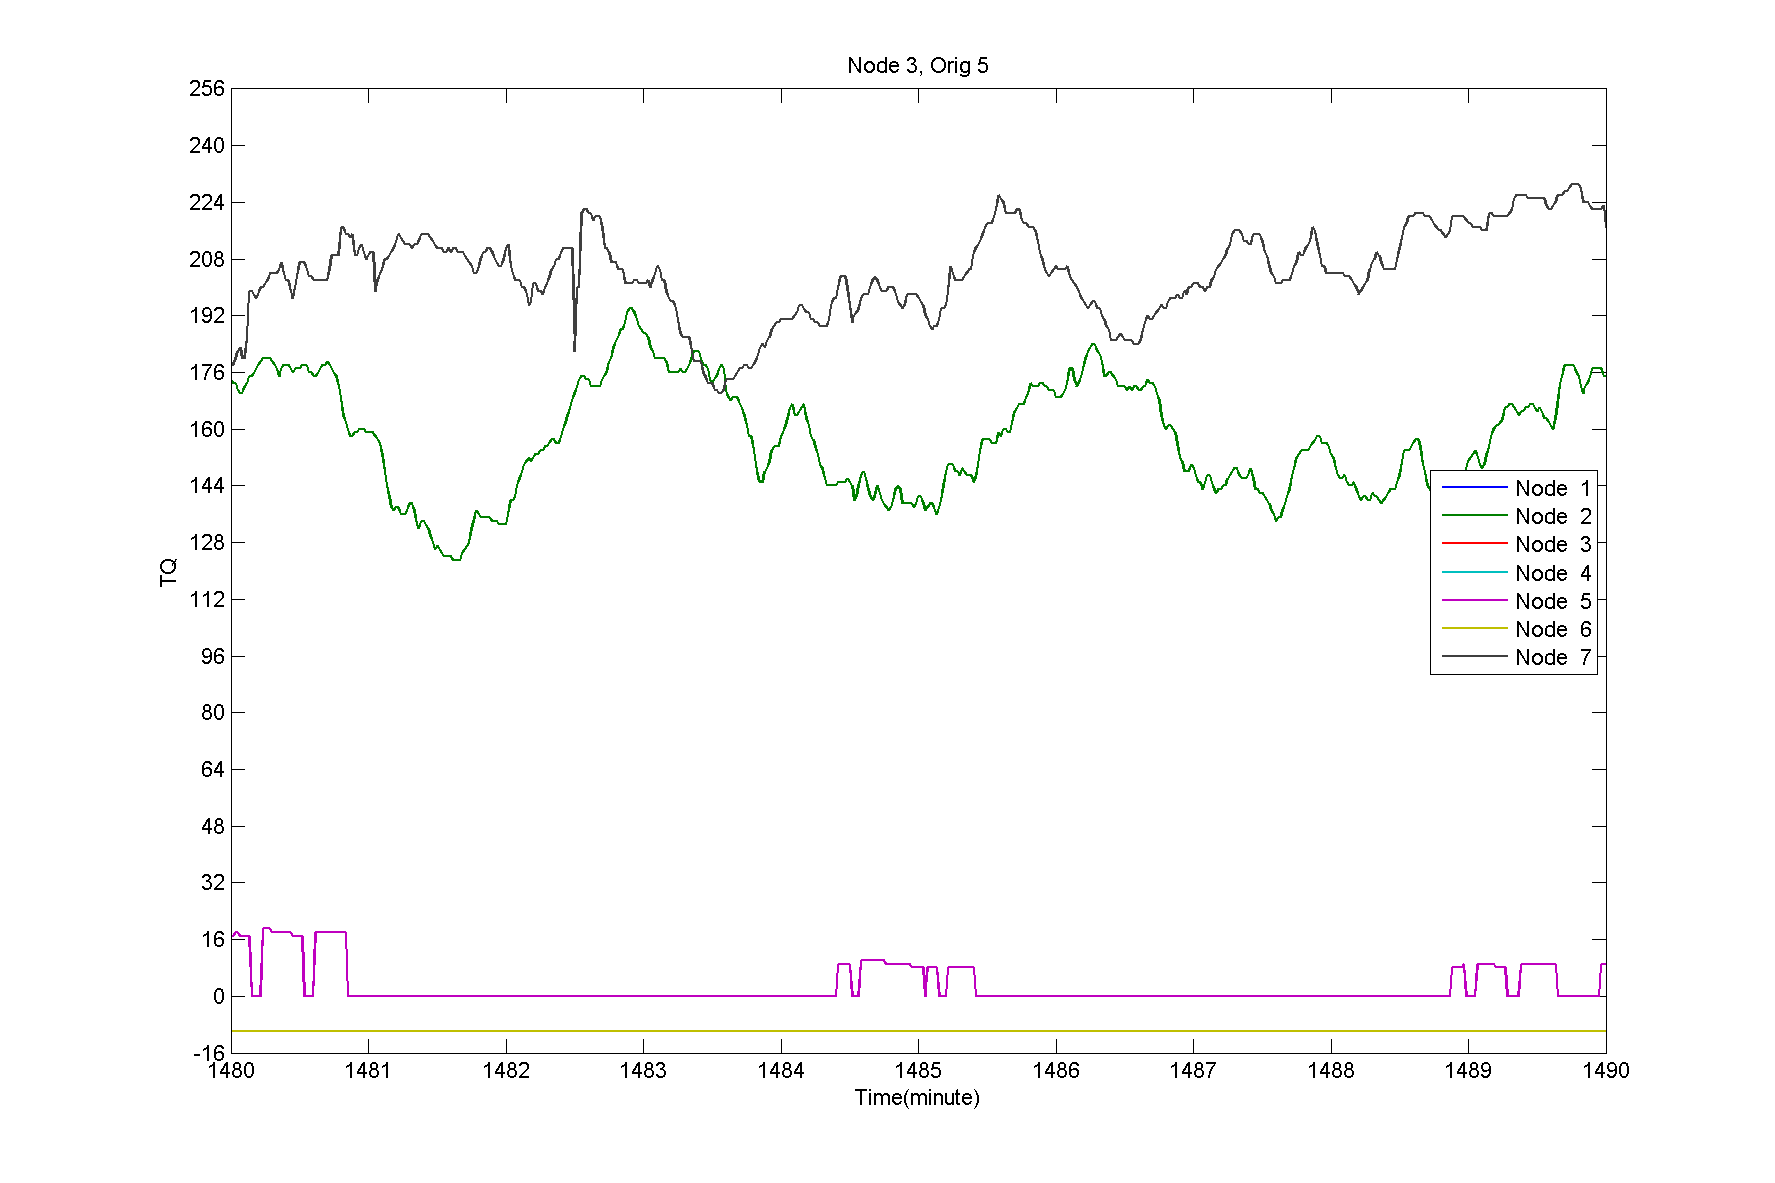 Node 3, Orig 5
256
240
224
208
192
176
160
144
128
112
96
80
64
48
32
16
0
-16
TQ
Node 1
Node 2
Node 3
Node 4
Node 5
Node 6
Node 7
1480 1481 1482 1483 1484 1485 1486 1487 1488 1489 1490
Time(minute)